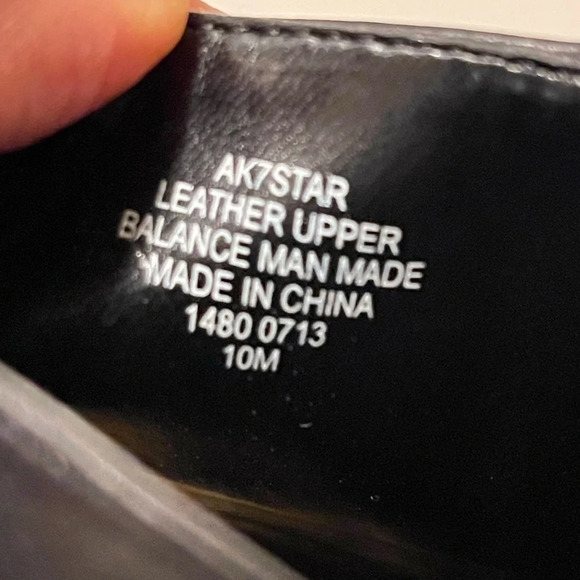 AK7STAR
LEATHER UPPER
BALANCE MAN MADE
MADE IN CHINA
1480 0713
10M